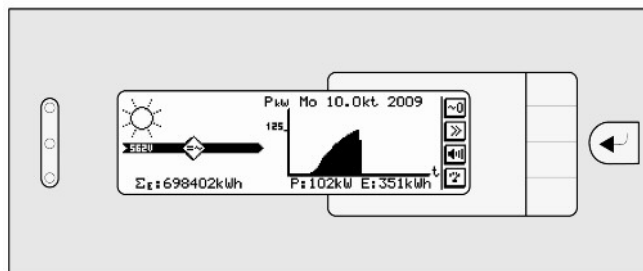 PkW Mo 10.Okt 2009
125
562V
=~
t
ΣE:698402kWh
P:102kW E:351kWh
~0